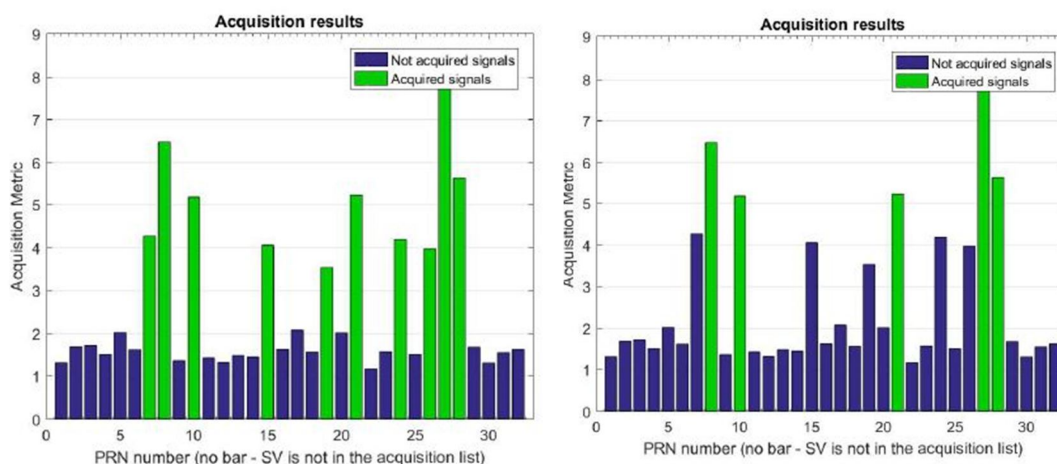 Acquisition results
9
8
7
6
5
4
3
2
1
0
Acquisition Metric
Not acquired signals
Acquired signals
0 5 10 15 20 25 30
PRN number (no bar - SV is not in the acquisition list)
Acquisition results
9
8
7
6
5
4
3
2
1
0
Acquisition Metric
Not acquired signals
Acquired signals
0 5 10 15 20 25 30
PRN number (no bar - SV is not in the acquisition list)